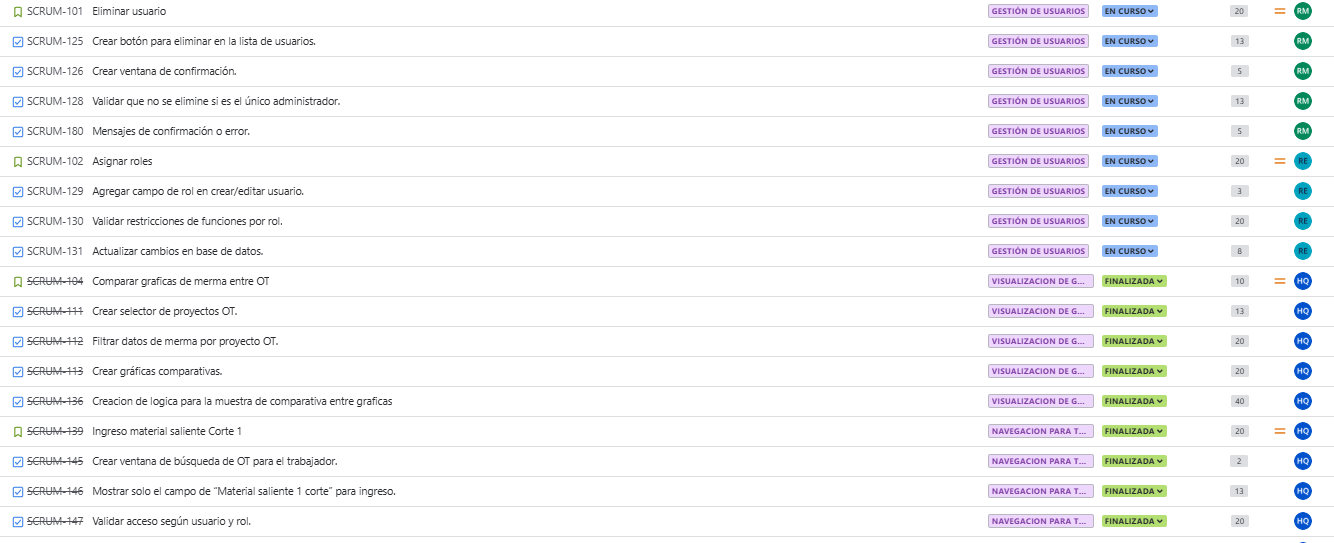 SCRUM-101 Eliminar usuario GESTIÓN DE USUARIOS EN CURSO 20 RM
SCRUM-125 Crear botón para eliminar en la lista de usuarios. GESTIÓN DE USUARIOS EN CURSO 13 RM
SCRUM-126 Crear ventana de confirmación. GESTIÓN DE USUARIOS EN CURSO 5 RM
SCRUM-128 Validar que no se elimine si es el único administrador. GESTIÓN DE USUARIOS EN CURSO 13 RM
SCRUM-180 Mensajes de confirmación o error. GESTIÓN DE USUARIOS EN CURSO 5 RM
SCRUM-102 Asignar roles GESTIÓN DE USUARIOS EN CURSO 20 RE
SCRUM-129 Agregar campo de rol en crear/editar usuario. GESTIÓN DE USUARIOS EN CURSO 3 RE
SCRUM-130 Validar restricciones de funciones por rol. GESTIÓN DE USUARIOS EN CURSO 20 RE
SCRUM-131 Actualizar cambios en base de datos. GESTIÓN DE USUARIOS EN CURSO 8 RE
SCRUM-104 Comparar graficas de merma entre OT VISUALIZACION DE G... FINALIZADA 10 HQ
SCRUM-111 Crear selector de proyectos OT. VISUALIZACION DE G... FINALIZADA 13 HQ
SCRUM-112 Filtrar datos de merma por proyecto OT. VISUALIZACION DE G... FINALIZADA 20 HQ
SCRUM-113 Crear gráficas comparativas. VISUALIZACION DE G... FINALIZADA 20 HQ
SCRUM-136 Creacion de logica para la muestra de comparativa entre graficas VISUALIZACION DE G... FINALIZADA 40 HQ
SCRUM-139 Ingreso material saliente Corte 1 NAVEGACION PARA T... FINALIZADA 20 HQ
SCRUM-145 Crear ventana de búsqueda de OT para el trabajador. NAVEGACION PARA T... FINALIZADA 2 HQ
SCRUM-146 Mostrar solo el campo de “Material saliente 1 corte” para ingreso. NAVEGACION PARA T... FINALIZADA 13 HQ
SCRUM-147 Validar acceso según usuario y rol. NAVEGACION PARA T... FINALIZADA 20 HQ